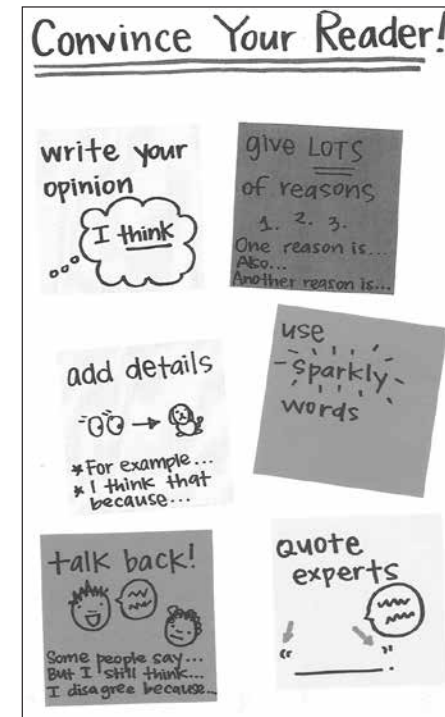 Convince Your Reader!
write your
opinion
I think
give LOTS
of reasons
1. 2. 3.
One reason is...
Also...
Another reason is...
add details
*For example...
*I think that
because...
use
sparkly
words
talk back!
Some people say...
But I still think...
I disagree because...
quote
experts
" ________ ."